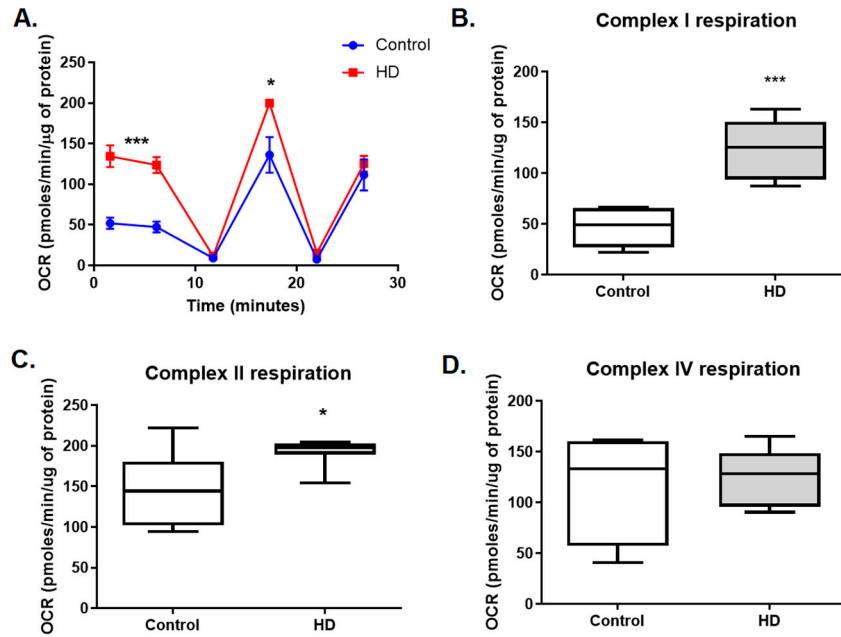 A.
Control
HD
OCR (pmoles/min/µg of protein)
250
200
150
100
50
0
***
*
0
10
20
30
Time (minutes)
B.
Complex I respiration
OCR (pmoles/min/ug of protein)
200
150
100
50
0
***
Control
HD
C.
Complex II respiration
OCR (pmoles/min/ug of protein)
250
200
150
100
50
0
*
Control
HD
D.
Complex IV respiration
OCR (pmoles/min/ug of protein)
200
150
100
50
0
Control
HD